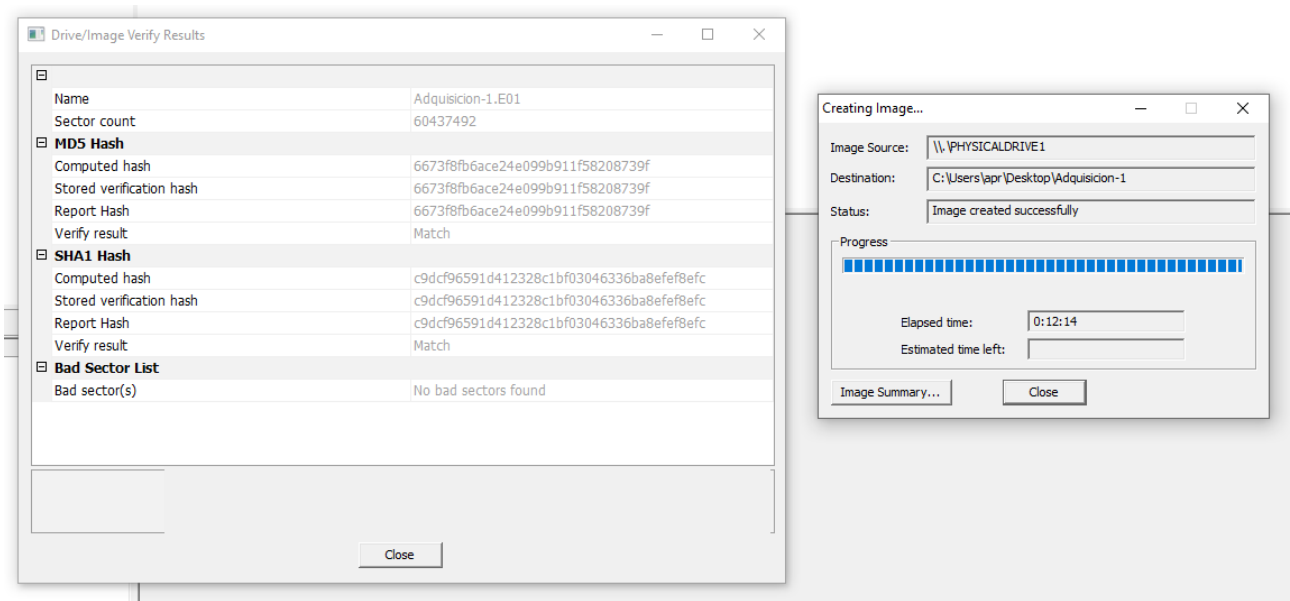 Drive/Image Verify Results
Name Adquisicion-1.E01
Sector count 60437492
MD5 Hash
Computed hash 6673f8fb6ace24e099b911f58208739f
Stored verification hash 6673f8fb6ace24e099b911f58208739f
Report Hash 6673f8fb6ace24e099b911f58208739f
Verify result Match
SHA1 Hash
Computed hash c9dcf96591d412328c1bf03046336ba8efef8efc
Stored verification hash c9dcf96591d412328c1bf03046336ba8efef8efc
Report Hash c9dcf96591d412328c1bf03046336ba8efef8efc
Verify result Match
Bad Sector List
Bad sector(s) No bad sectors found
Close
Creating Image...
Image Source: \\.\PHYSICALDRIVE1
Destination: C:\Users\apr\Desktop\Adquisicion-1
Status: Image created successfully
Progress
Elapsed time: 0:12:14
Estimated time left:
Image Summary... Close